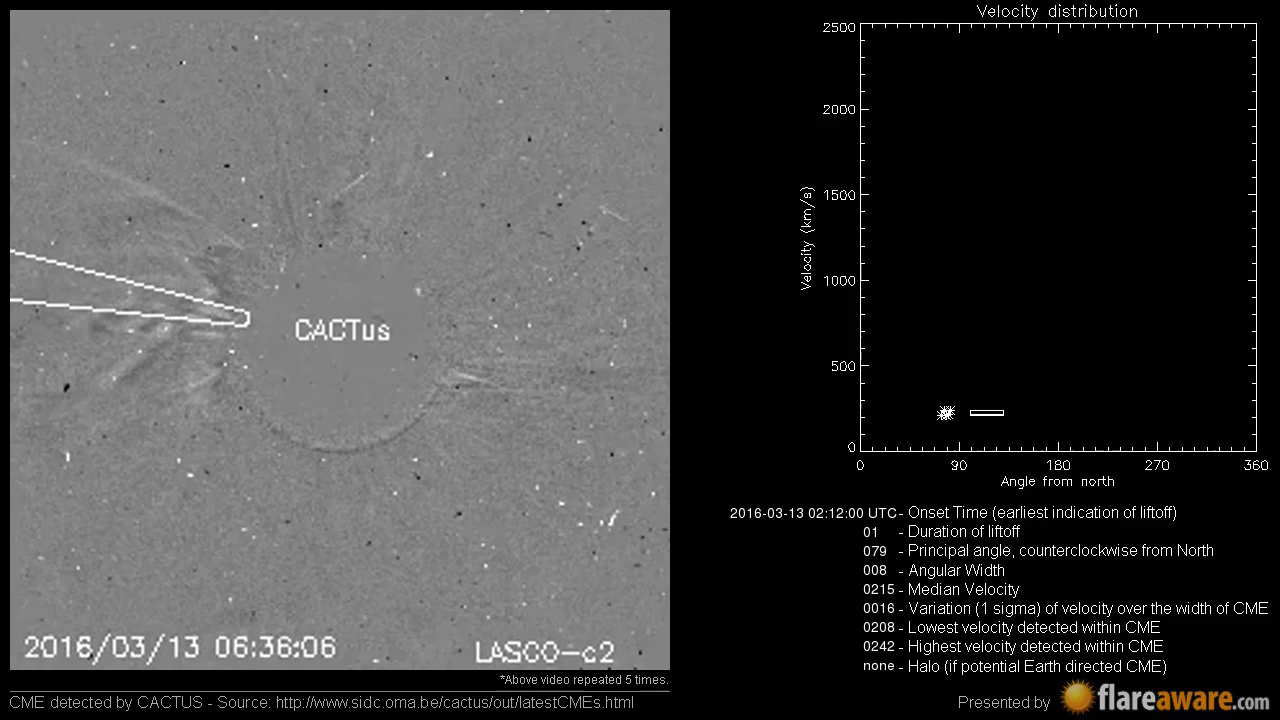 CACTus
2016/03/13 06:36:06
LASCO-c2
*Above video repeated 5 times.
CME detected by CACTUS - Source: http://www.sidc.oma.be/cactus/out/latestCMEs.html
Velocity distribution
Velocity (km/s)
2500
2000
1500
1000
500
0
0 90 180 270 360
Angle from north
2016-03-13 02:12:00 UTC - Onset Time (earliest indication of liftoff)
01 - Duration of liftoff
079 - Principal angle, counterclockwise from North
008 - Angular Width
0215 - Median Velocity
0016 - Variation (1 sigma) of velocity over the width of CME
0208 - Lowest velocity detected within CME
0242 - Highest velocity detected within CME
none - Halo (if potential Earth directed CME)
Presented by flareaware.com